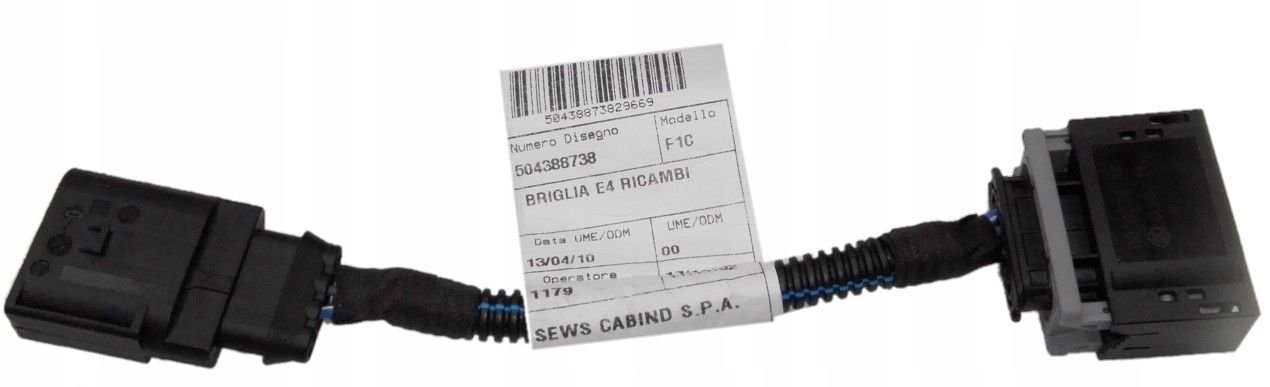 50438873829669
Numero Disegno
Modello
504388738
F1C
BRIGLIA E4 RICAMBI
Data UME/ODM
UME/ODM
13/04/10
00
Operatore
1179
SEWS CABIND S.P.A.